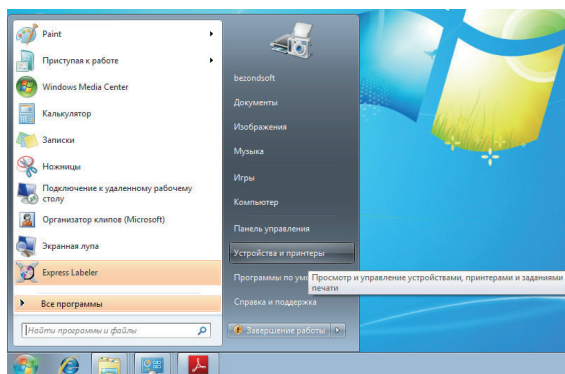 Paint
Приступая к работе
Windows Media Center
Калькулятор
Записки
Ножницы
Подключение к удаленному рабочему
столу
Организатор клипов (Microsoft)
Экранная лупа
Express Labeler
Все программы
Найти программы и файлы
bezondsoft
Документы
Изображения
Музыка
Игры
Компьютер
Панель управления
Устройства и принтеры
Программы по умо
Справка и поддержка
Завершение работы
Просмотр и управление устройствами, принтерами и заданиями
печати